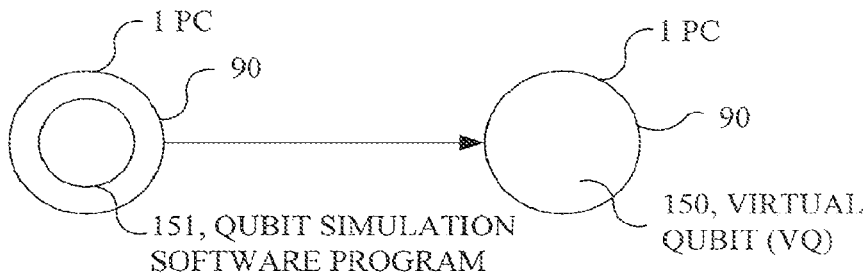 1 PC
90
151, QUBIT SIMULATION
SOFTWARE PROGRAM
1 PC
90
150, VIRTUAL
QUBIT (VQ)